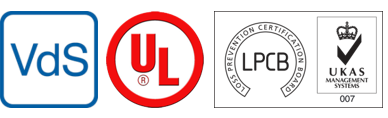 VdS
UL
®
LOSS PREVENTION CERTIFICATION BOARD
LPCB
UKAS
MANAGEMENT
SYSTEMS
007